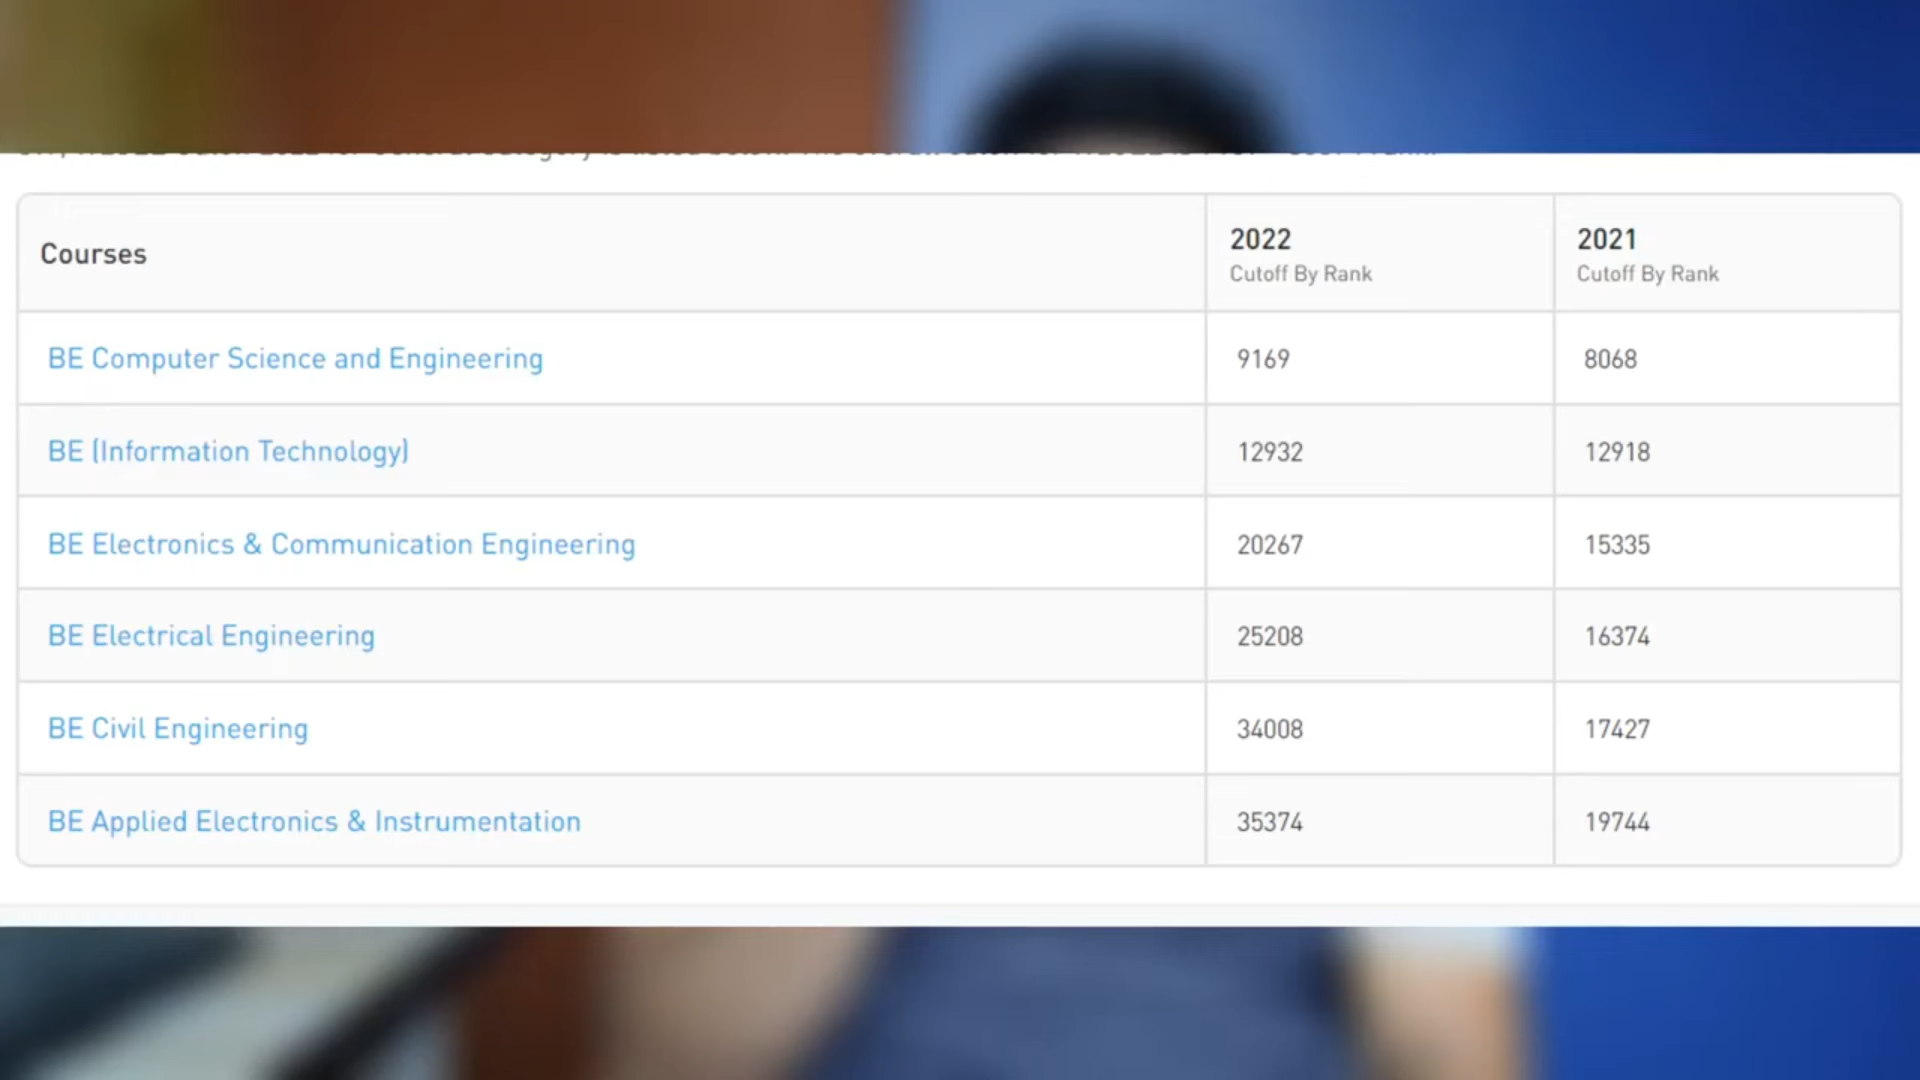 Courses
2022
Cutoff By Rank
2021
Cutoff By Rank
BE Computer Science and Engineering 9169 8068
BE (Information Technology) 12932 12918
BE Electronics & Communication Engineering 20267 15335
BE Electrical Engineering 25208 16374
BE Civil Engineering 34008 17427
BE Applied Electronics & Instrumentation 35374 19744